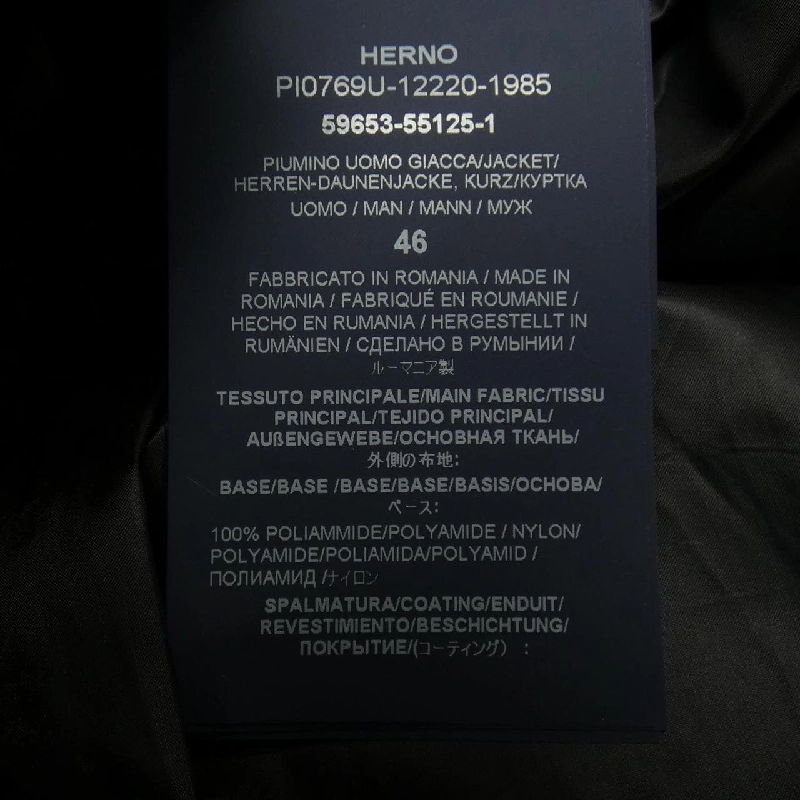 HERNO
PI0769U-12220-1985
59653-55125-1
PIUMINO UOMO GIACCA/JACKET/
HERREN-DAUNENJACKE, KURZ/КУРТКА
UOMO / MAN / MANN / МУЖ
46
FABBRICATO IN ROMANIA / MADE IN
ROMANIA / FABRIQUÉ EN ROUMANIE /
HECHO EN RUMANIA / HERGESTELLT IN
RUMÄNIEN / СДЕЛАНО В РУМЫНИИ /
ルーマニア製
TESSUTO PRINCIPALE/MAIN FABRIC/TISSU
PRINCIPAL/TEJIDO PRINCIPAL/
AUßENGEWEBE/ОСНОВНАЯ ТКАНЬ/
外側の布地:
BASE/BASE /BASE/BASE/BASIS/ОСНОВА/
ベース:
100% POLIAMMIDE/POLYAMIDE / NYLON/
POLYAMIDE/POLIAMIDA/POLYAMID /
ПОЛИАМИД /ナイロン
SPALMATURA/COATING/ENDUIT/
REVESTIMIENTO/BESCHICHTUNG/
ПОКРЫТИЕ/(コーティング) :